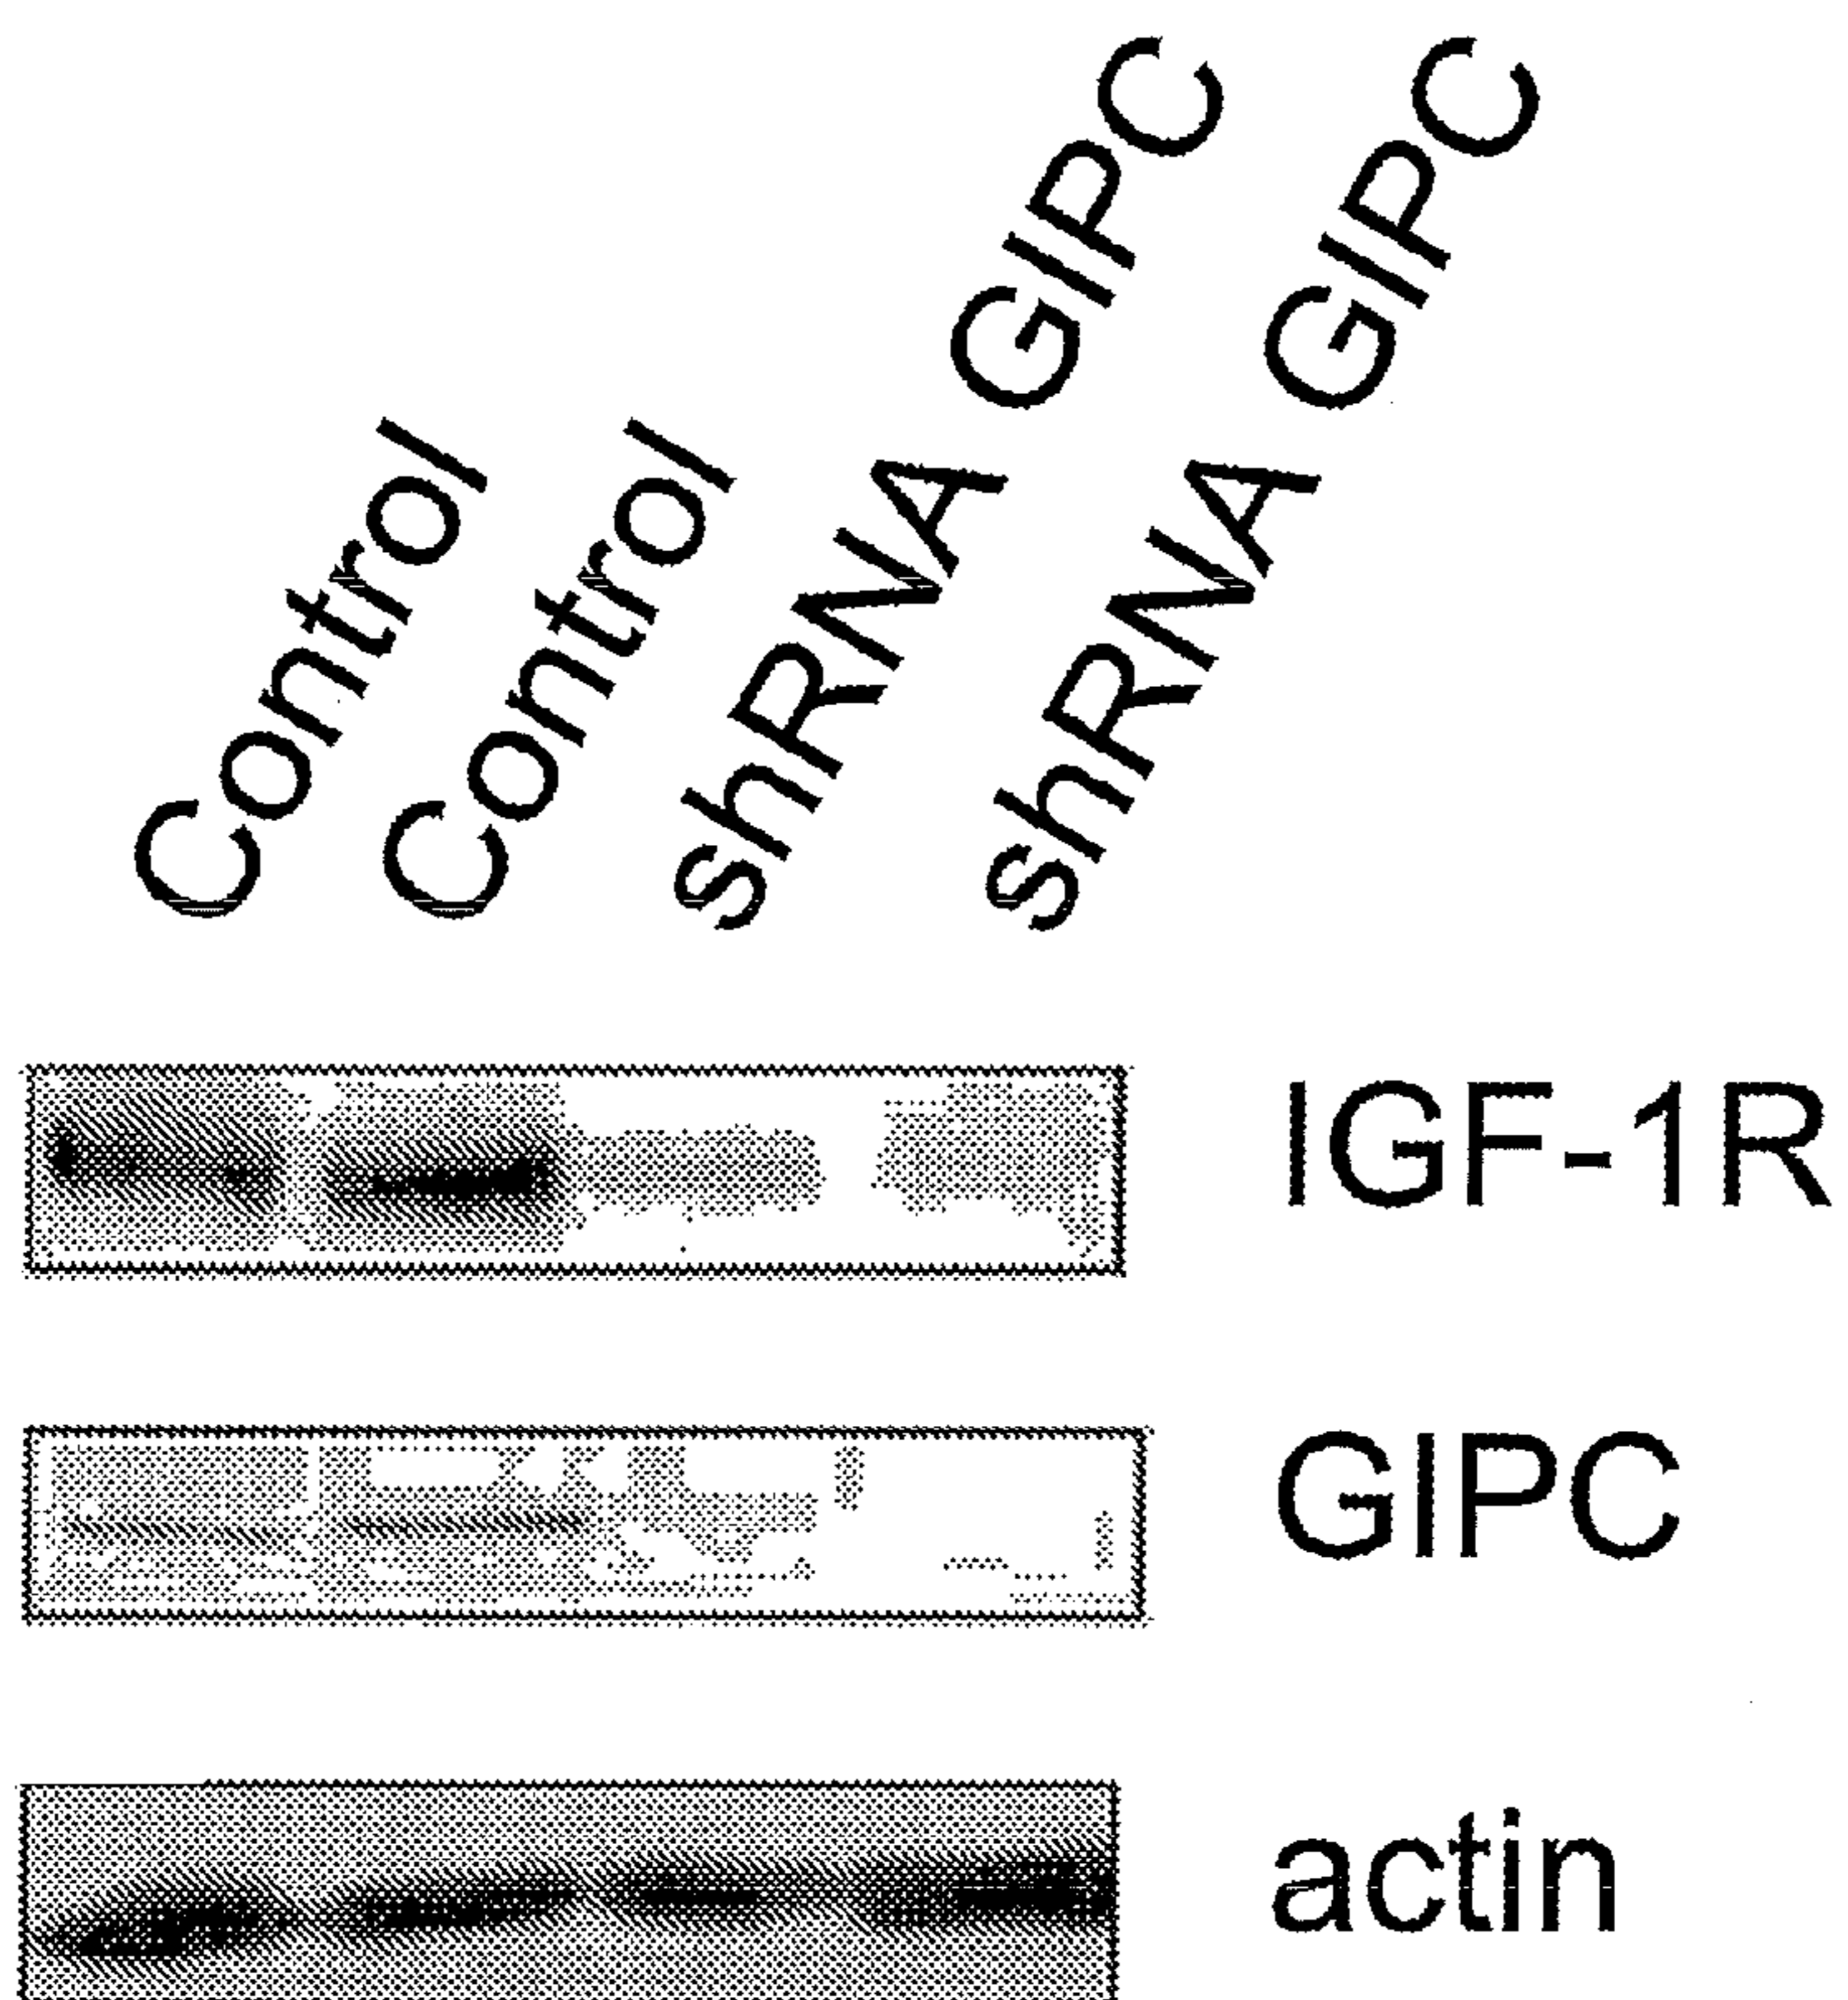 Control
Control
shRNA GIPC
shRNA GIPC
IGF-1R
GIPC
actin